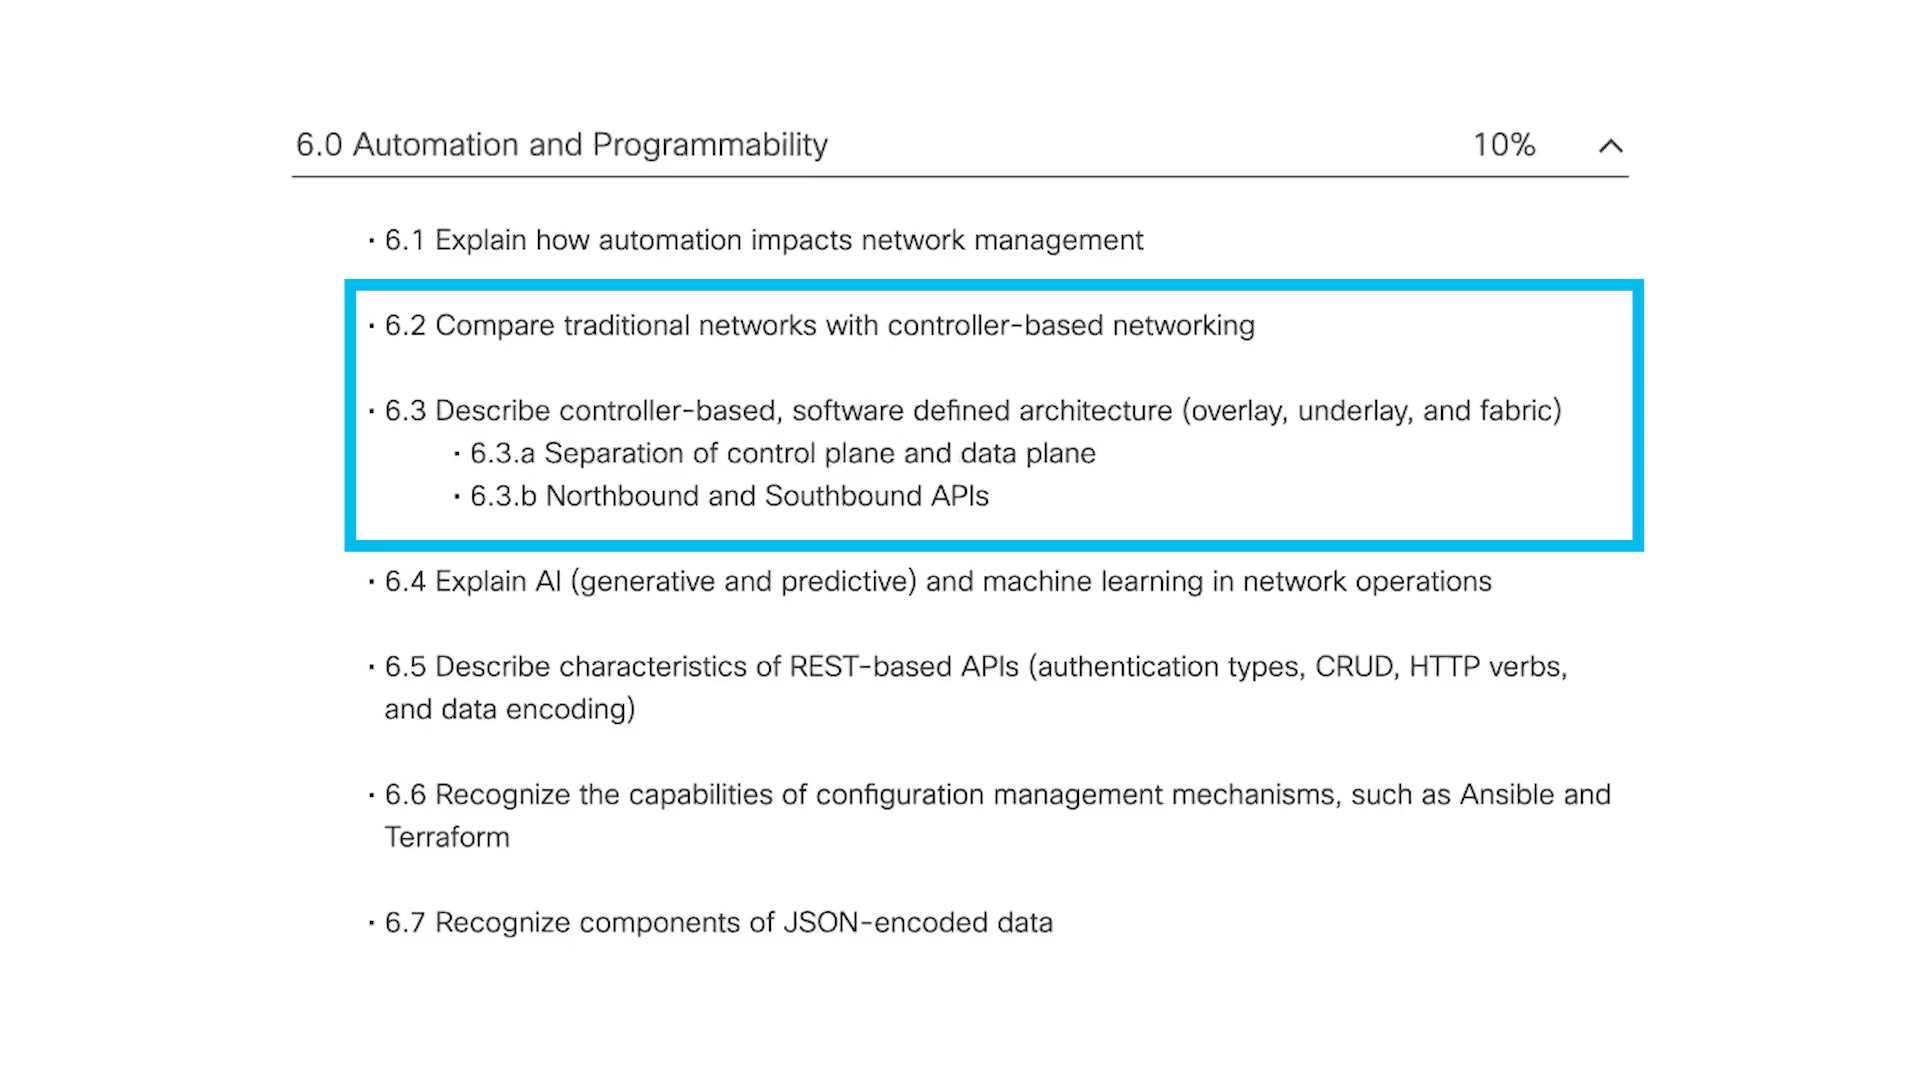 6.0 Automation and Programmability 10%
· 6.1 Explain how automation impacts network management
· 6.2 Compare traditional networks with controller-based networking
· 6.3 Describe controller-based, software defined architecture (overlay, underlay, and fabric)
· 6.3.a Separation of control plane and data plane
· 6.3.b Northbound and Southbound APIs
· 6.4 Explain AI (generative and predictive) and machine learning in network operations
· 6.5 Describe characteristics of REST-based APIs (authentication types, CRUD, HTTP verbs,
and data encoding)
· 6.6 Recognize the capabilities of configuration management mechanisms, such as Ansible and
Terraform
· 6.7 Recognize components of JSON-encoded data